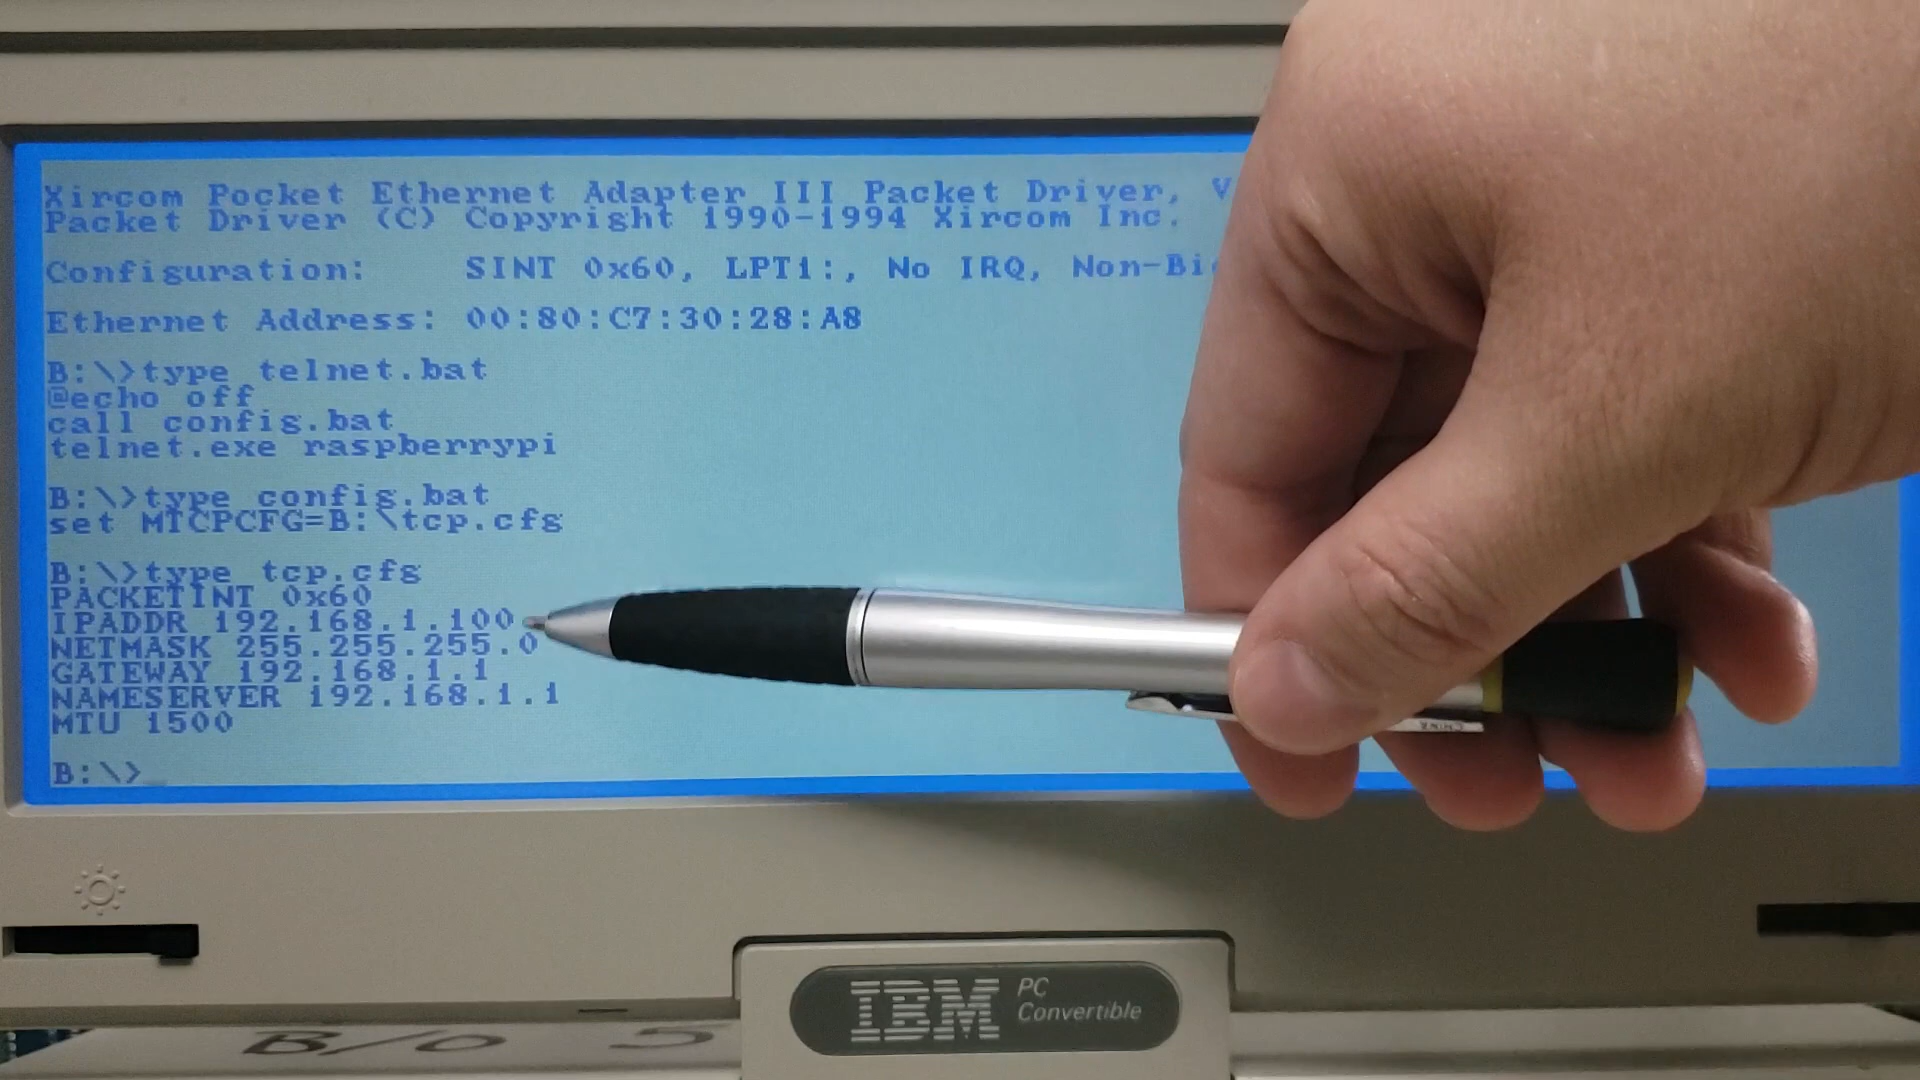 Xircom Pocket Ethernet Adapter III Packet Driver, V
Packet Driver (C) Copyright 1990-1994 Xircom Inc.
Configuration: SINT 0x60, LPT1:, No IRQ, Non-Bi
Ethernet Address: 00:80:C7:30:28:A8
B:\>type telnet.bat
@echo off
call config.bat
telnet.exe raspberrypi
B:\>type config.bat
set MTCPCFG=B:\tcp.cfg
B:\>type tcp.cfg
PACKETINT 0x60
IPADDR 192.168.1.100
NETMASK 255.255.255.0
GATEWAY 192.168.1.1
NAMESERVER 192.168.1.1
MTU 1500
B:\>_
CHINA
IBM PC
Convertible
B/O 5